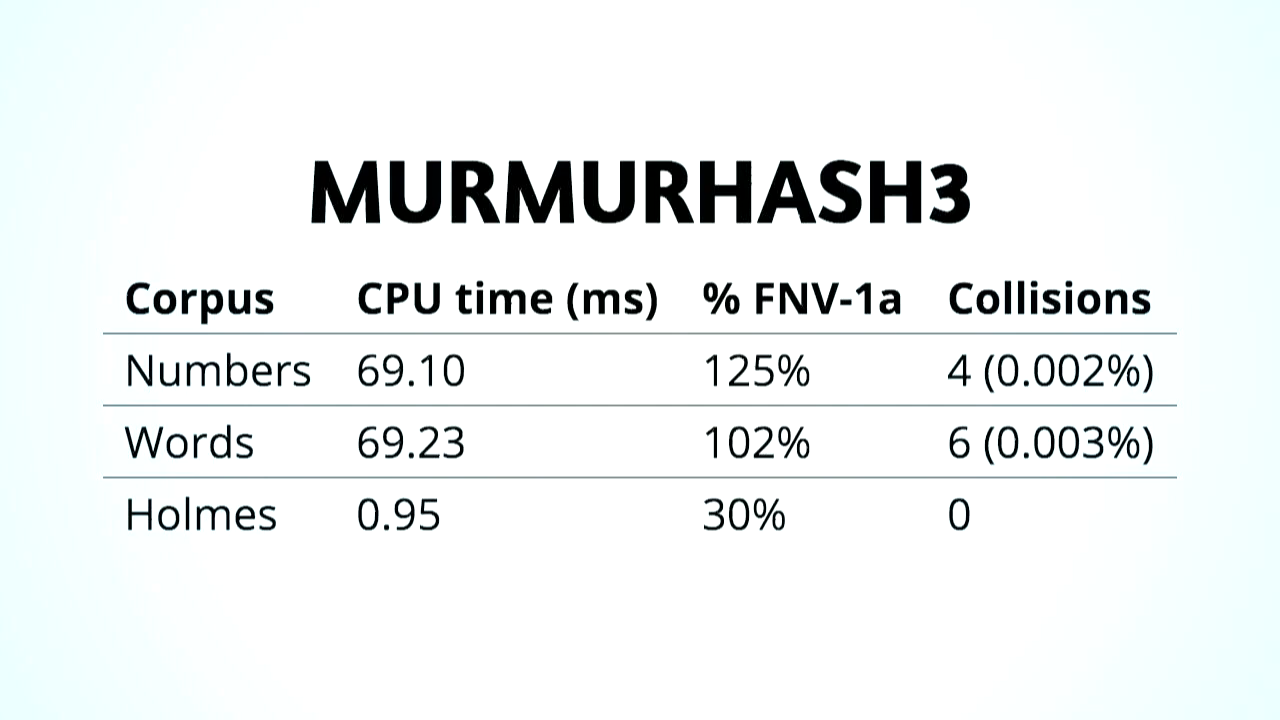 MURMURHASH3
Corpus CPU time (ms) % FNV-1a Collisions
Numbers 69.10 125% 4 (0.002%)
Words 69.23 102% 6 (0.003%)
Holmes 0.95 30% 0